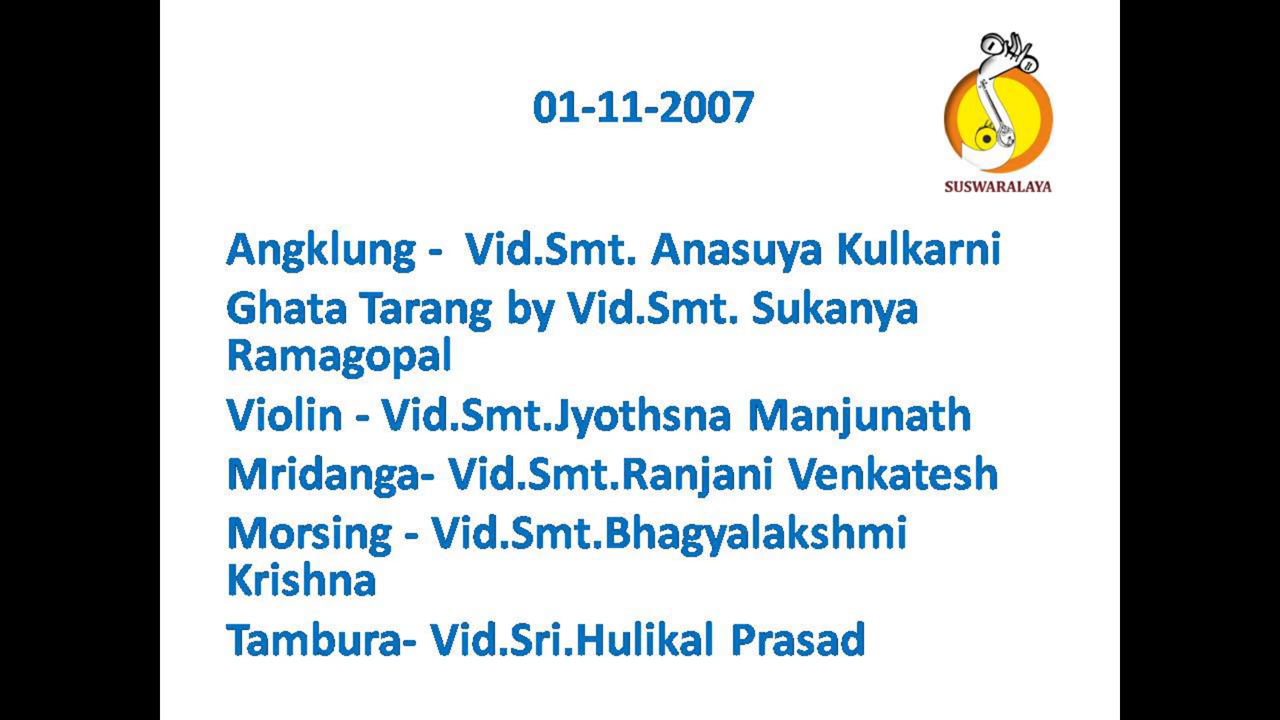 01-11-2007
SUSWARALAYA
Angklung -  Vid.Smt. Anasuya Kulkarni
Ghata Tarang by Vid.Smt. Sukanya
Ramagopal
Violin - Vid.Smt.Jyothsna Manjunath
Mridanga- Vid.Smt.Ranjani Venkatesh
Morsing - Vid.Smt.Bhagyalakshmi
Krishna
Tambura- Vid.Sri.Hulikal Prasad